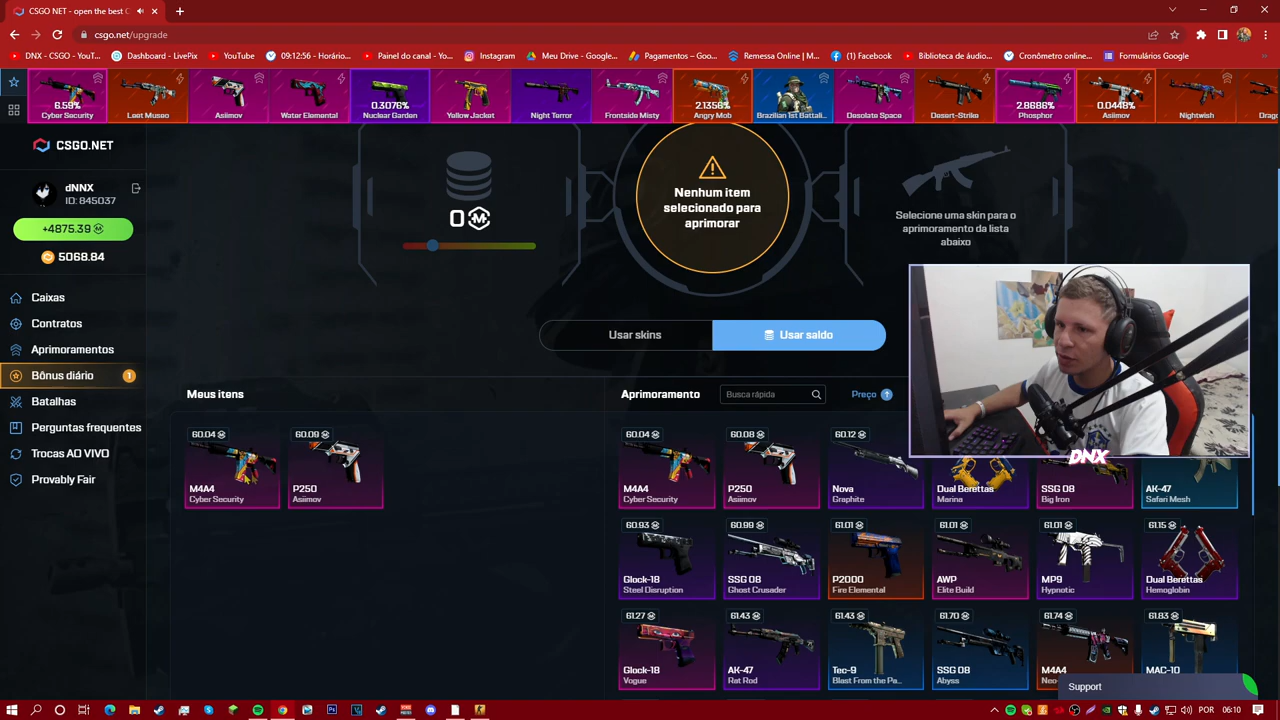 CSGO NET - open the best C
csgo.net/upgrade
DNX - CSGO - YouT...
Dashboard - LivePix
YouTube
09:12:56 - Horário...
Painel do canal - Yo...
Instagram
Meu Drive - Google...
Pagamentos – Goo...
Remessa Online | M...
(1) Facebook
Biblioteca de áudio...
Cronômetro online...
Formulários Google
6.59%
Cyber Security
Leet Museo
Asiimov
Water Elemental
0.3076%
Nuclear Garden
Yellow Jacket
Night Terror
Frontside Misty
2.1356%
Angry Mob
Brazilian 1st Battali...
Desolate Space
Desert-Strike
2.8686%
Phosphor
0.0446%
Asiimov
Nightwish
CSGO.NET
dNNX
ID: 845037
+4875.39
5068.84
Caixas
Contratos
Aprimoramentos
Bônus diário
1
Batalhas
Perguntas frequentes
Trocas AO VIVO
Provably Fair
0
Nenhum item
selecionado para
aprimorar
Selecione uma skin para o
aprimoramento da lista
abaixo
Usar skins
Usar saldo
Meus itens
60.04
M4A4
Cyber Security
60.09
P250
Asiimov
Aprimoramento
Busca rápida
Preço
60.04
M4A4
Cyber Security
60.08
P250
Asiimov
60.12
Nova
Graphite
Dual Berettas
Marina
SSG 08
Big Iron
AK-47
Safari Mesh
60.93
Glock-18
Steel Disruption
60.99
SSG 08
Ghost Crusader
61.01
P2000
Fire Elemental
61.01
AWP
Elite Build
61.01
MP9
Hypnotic
61.15
Dual Berettas
Hemoglobin
61.27
Glock-18
Vogue
61.43
AK-47
Rat Rod
61.43
Tec-9
Blast From the Pa...
61.70
SSG 08
Abyss
61.74
M4A4
61.83
MAC-10
DNX
Support
POR
06:10